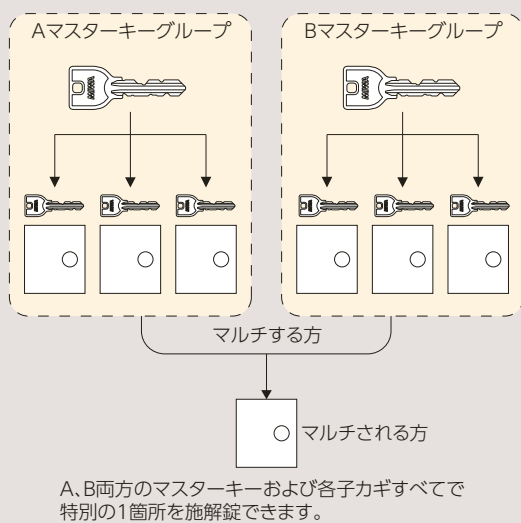 Aマスターキーグループ
Bマスターキーグループ
マルチする方
マルチされる方
A、B両方のマスターキーおよび各子カギすべてで
特別の1箇所を施解錠できます。